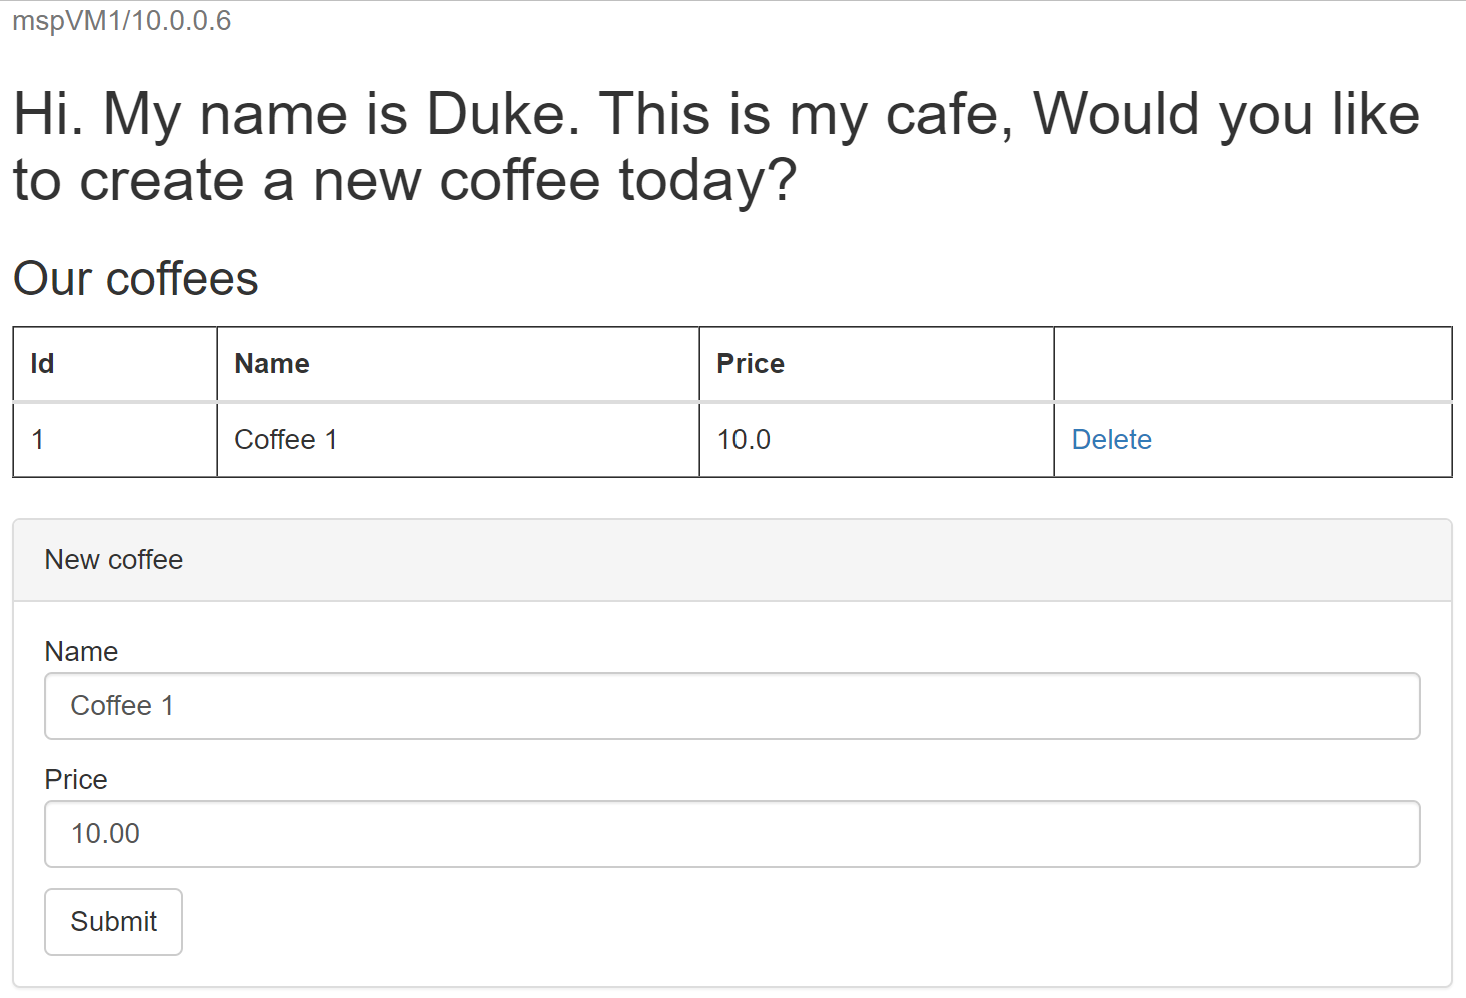 mspVM1/10.0.0.6
Hi. My name is Duke. This is my cafe, Would you like
to create a new coffee today?
Our coffees
Id Name Price
1 Coffee 1 10.0 Delete
New coffee
Name
Coffee 1
Price
10.00
Submit